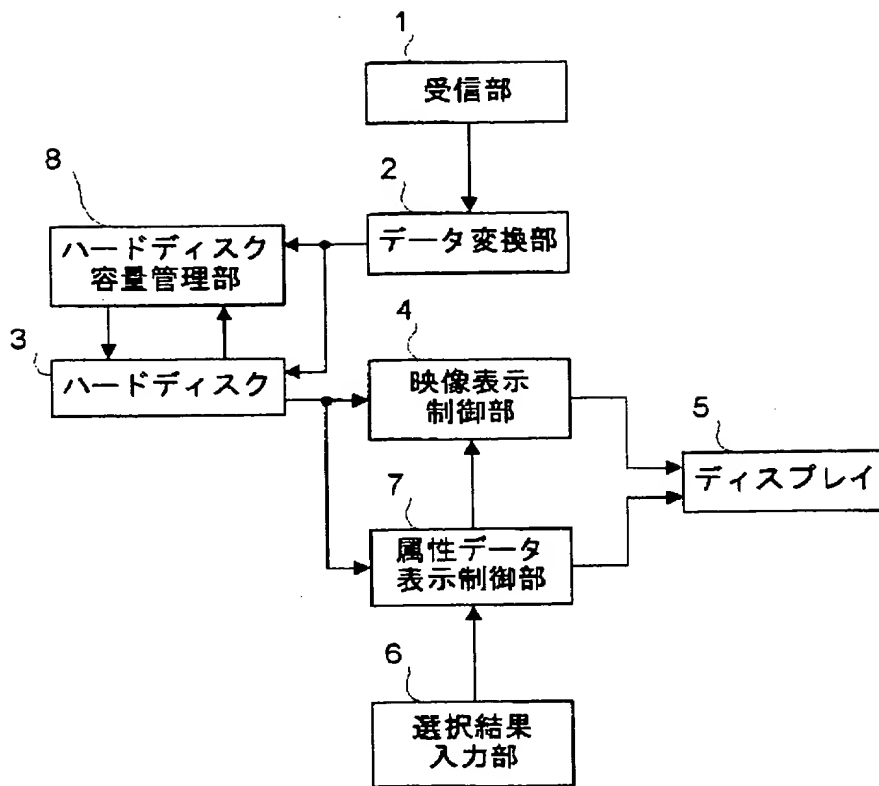 1
受信部
2
データ変換部
8
ハードディスク
容量管理部
3
ハードディスク
4
映像表示
制御部
5
ディスプレイ
7
属性データ
表示制御部
6
選択結果
入力部